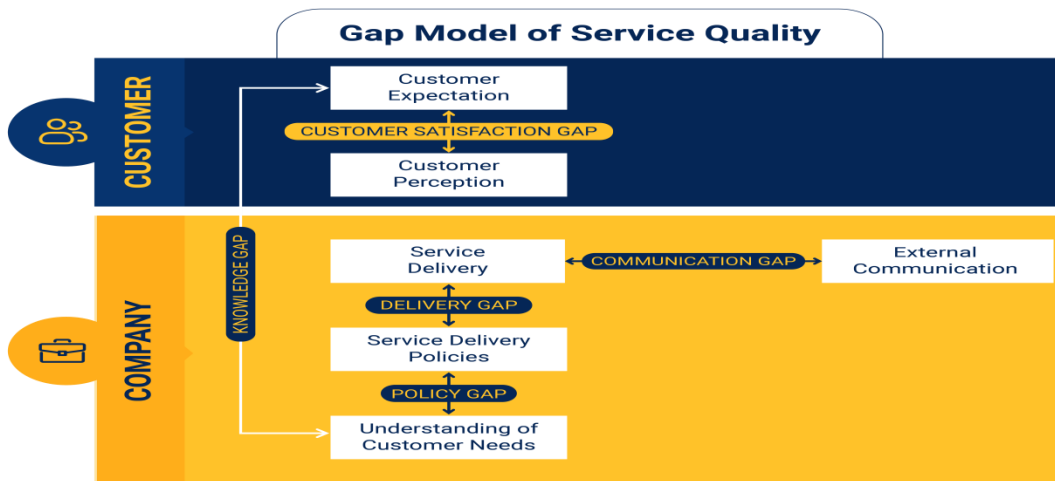 Gap Model of Service Quality
CUSTOMER
Customer
Expectation
CUSTOMER SATISFACTION GAP
Customer
Perception
COMPANY
KNOWLEDGE GAP
Service
Delivery
COMMUNICATION GAP
External
Communication
DELIVERY GAP
Service Delivery
Policies
POLICY GAP
Understanding of
Customer Needs